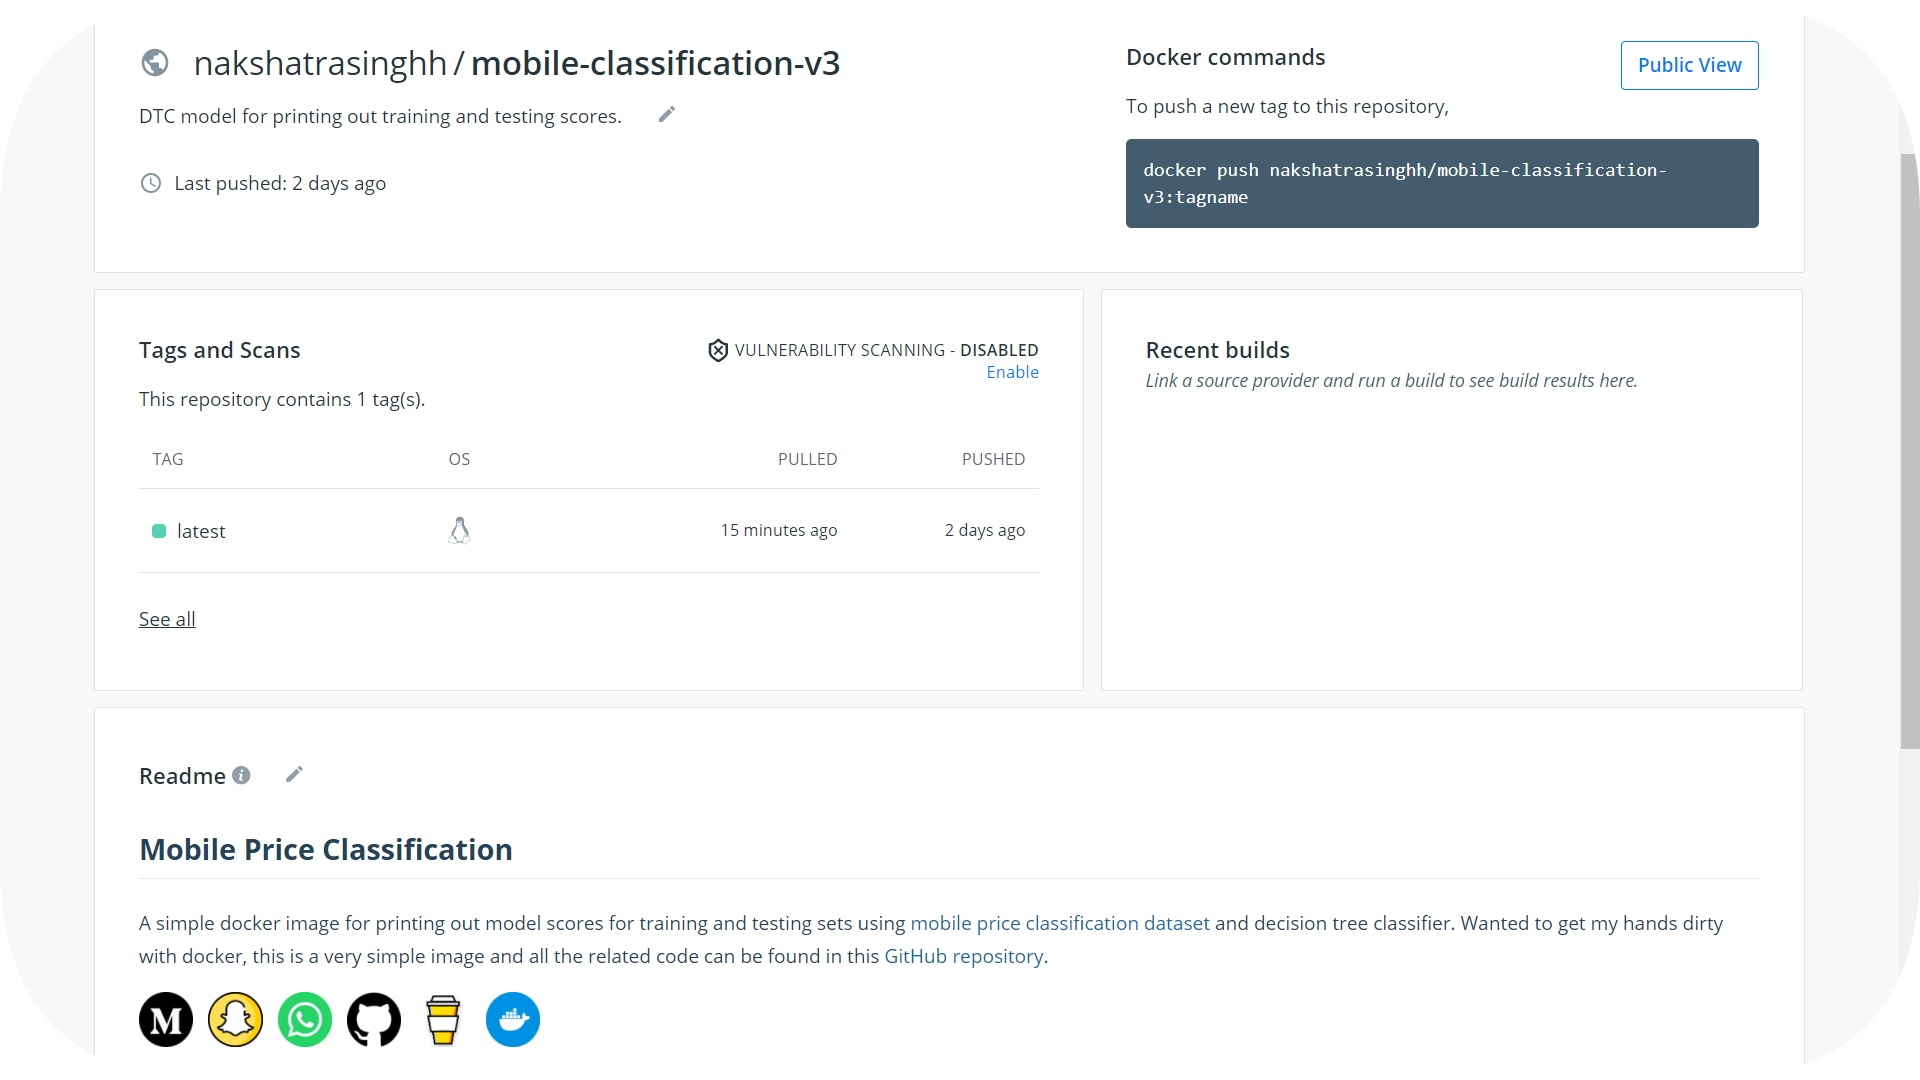 nakshatrasinghh / mobile-classification-v3
DTC model for printing out training and testing scores.
Last pushed: 2 days ago
Docker commands
Public View
To push a new tag to this repository,
docker push nakshatrasinghh/mobile-classification-
v3:tagname
Tags and Scans
VULNERABILITY SCANNING - DISABLED
Enable
This repository contains 1 tag(s).
TAG OS PULLED PUSHED
latest 15 minutes ago 2 days ago
See all
Recent builds
Link a source provider and run a build to see build results here.
Readme
Mobile Price Classification
A simple docker image for printing out model scores for training and testing sets using mobile price classification dataset and decision tree classifier. Wanted to get my hands dirty
with docker, this is a very simple image and all the related code can be found in this GitHub repository.